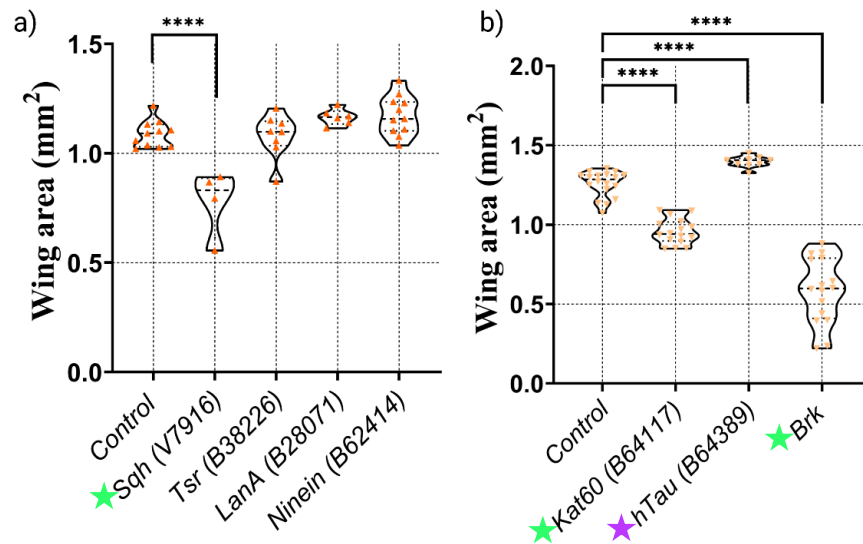 a)
****
Wing area (mm²)
1.5
1.0
0.5
0.0
Control
Sqh (V7916)
Tsr (B38226)
LanA (B28071)
Ninein (B62414)
b)
****
****
****
Wing area (mm²)
2.0
1.5
1.0
0.5
0.0
Control
Kat60 (B64117)
hTau (B64389)
Brk